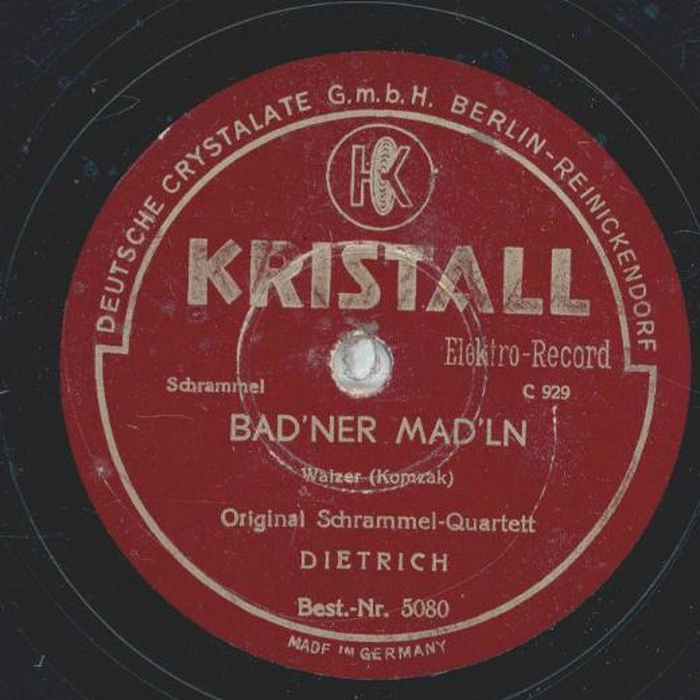 DEUTSCHE CRYSTALATE G.m.b.H. BERLIN-REINICKENDORF
HK
KRISTALL
Elektro-Record
Schrammel
C 929
BAD'NER MAD'LN
Walzer (Komzak)
Original Schrammel-Quartett
DIETRICH
Best.-Nr. 5080
MADE IN GERMANY